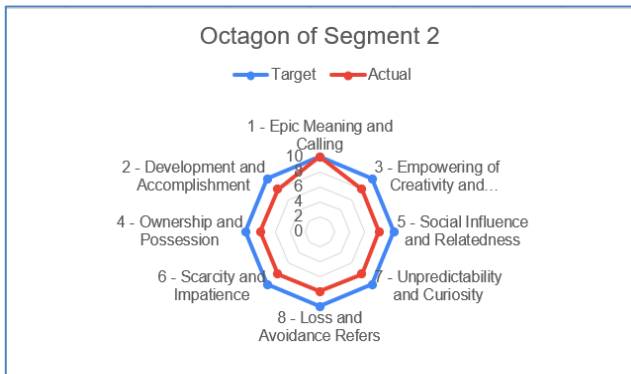 Octagon of Segment 2
Target
Actual
1 - Epic Meaning and
Calling
2 - Development and
Accomplishment
3 - Empowering of
Creativity and...
4 - Ownership and
Possession
5 - Social Influence
and Relatedness
6 - Scarcity and
Impatience
7 - Unpredictability
and Curiosity
8 - Loss and
Avoidance Refers
10
8
6
4
2
0